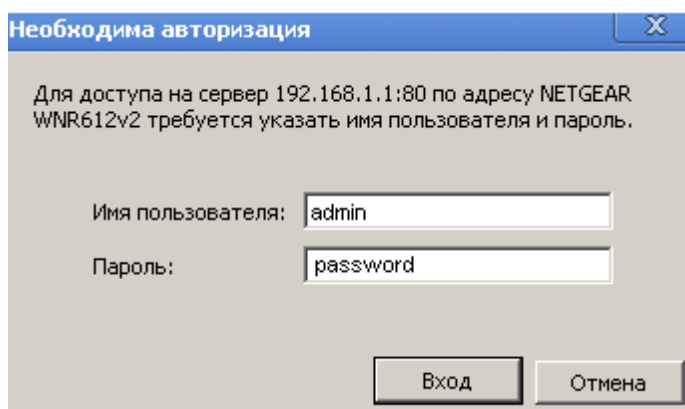 Необходима авторизация
Для доступа на сервер 192.168.1.1:80 по адресу NETGEAR
WNR612v2 требуется указать имя пользователя и пароль.
Имя пользователя: admin
Пароль: password
Вход Отмена